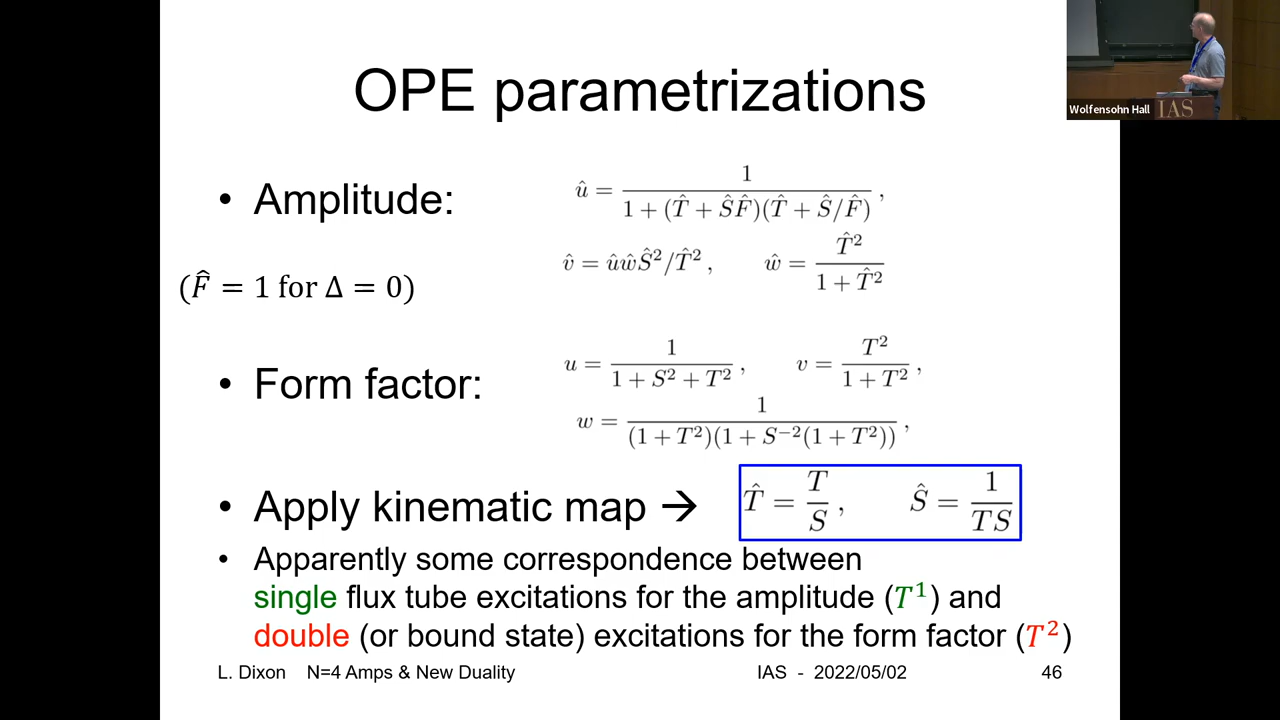 OPE parametrizations
Wolfensohn Hall
IAS
• Amplitude:
û = 1 / (1 + (T̂ + ŜF̂)(T̂ + Ŝ/F̂)) ,
v̂ = ûŵŜ²/T̂² , ŵ = T̂² / (1 + T̂²)
(F̂ = 1 for Δ = 0)
• Form factor:
u = 1 / (1 + S² + T²) , v = T² / (1 + T²) ,
w = 1 / ((1 + T²)(1 + S⁻²(1 + T²))) ,
• Apply kinematic map → T̂ = T / S , Ŝ = 1 / TS
• Apparently some correspondence between
single flux tube excitations for the amplitude (T¹) and
double (or bound state) excitations for the form factor (T²)
L. Dixon N=4 Amps & New Duality IAS - 2022/05/02 46